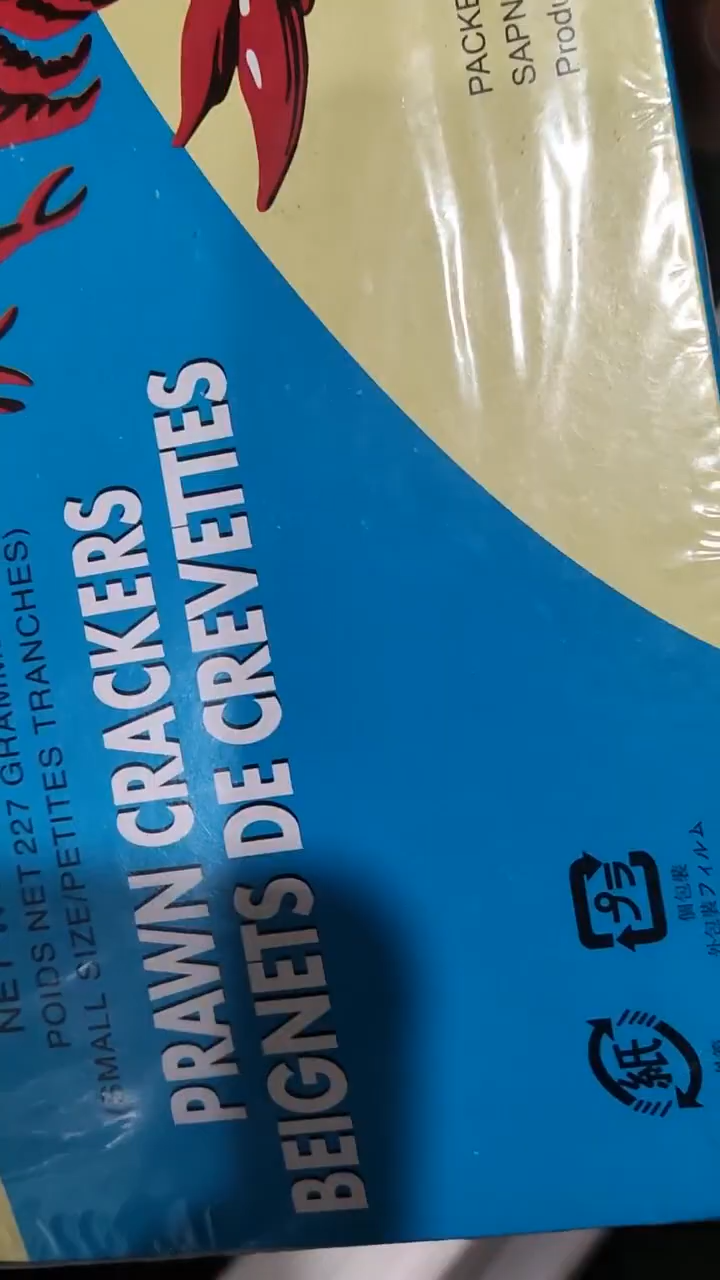 PRAWN CRACKERS
BEIGNETS DE CREVETTES
(SMALL SIZE/PETITES TRANCHES)
POIDS NET 227
NET
PACKE
SAPN
Produ
プラ
個包装
外包装フィルム
紙